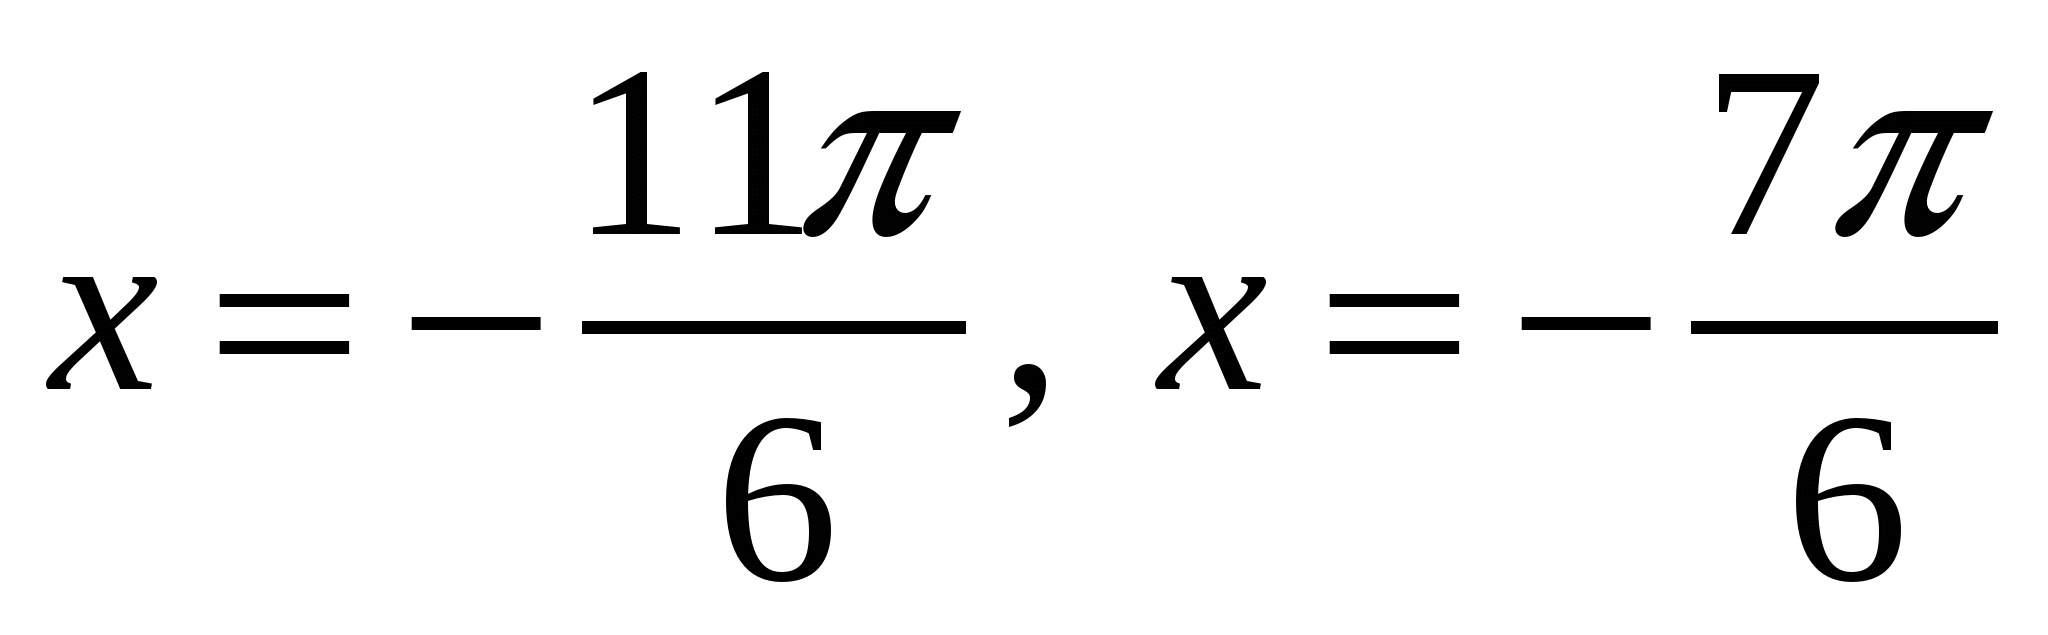 x = −11π/6, x = −7π/6